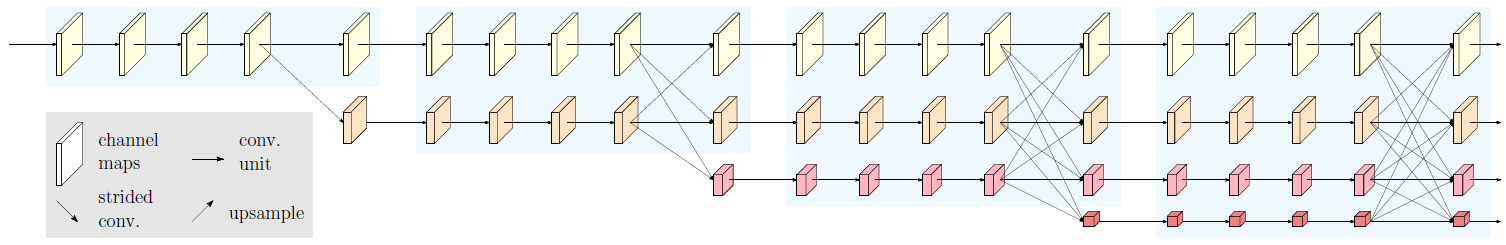 channel
maps
conv.
unit
strided
conv.
upsample